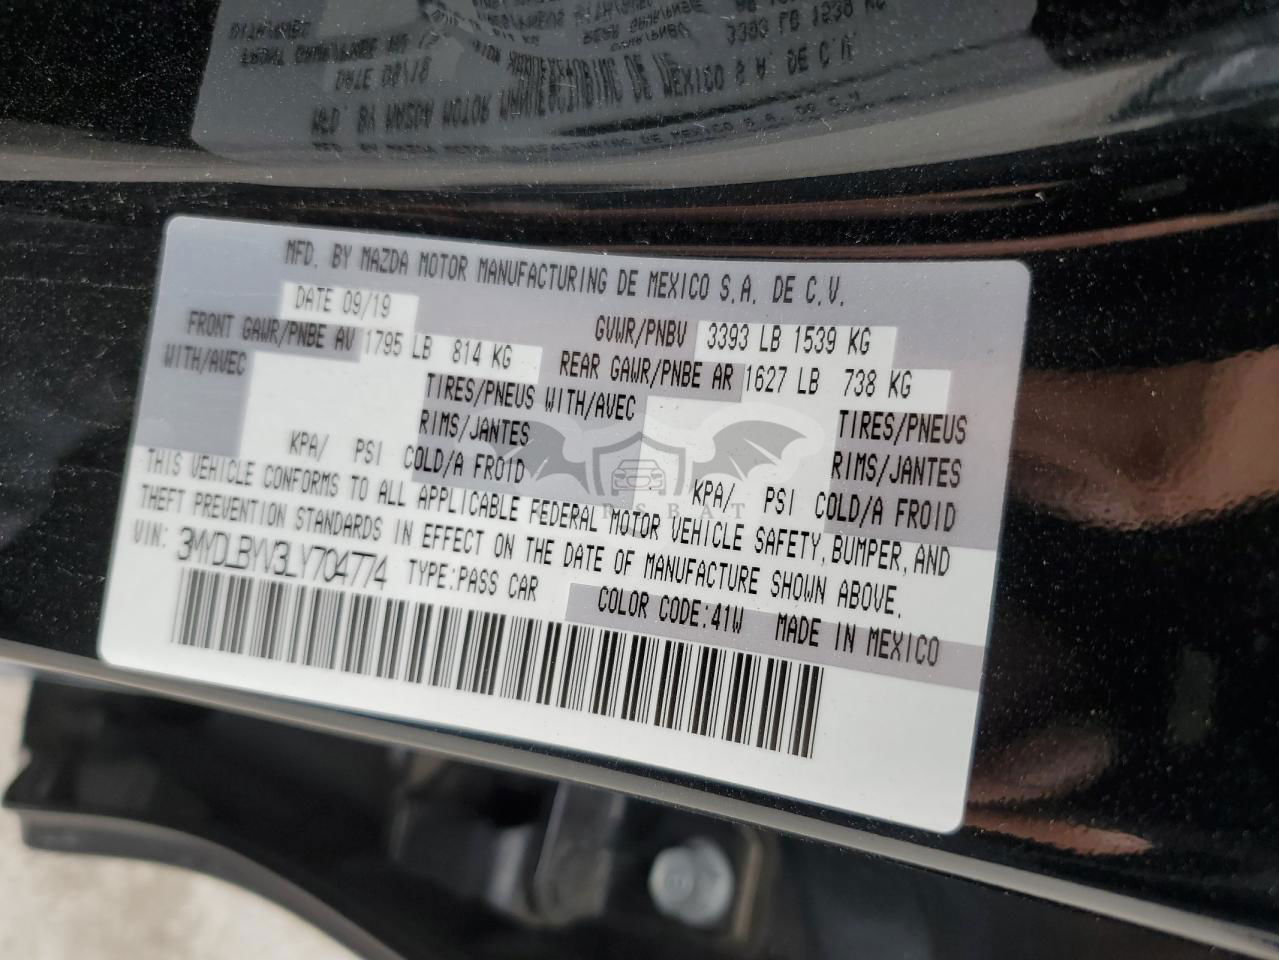 MFD. BY MAZDA MOTOR MANUFACTURING DE MEXICO S.A. DE C.V.
DATE 09/19 GVWR/PNBV 3393 LB 1539 KG
FRONT GAWR/PNBE AV 1795 LB 814 KG REAR GAWR/PNBE AR 1627 LB 738 KG
WITH/AVEC TIRES/PNEUS WITH/AVEC TIRES/PNEUS
RIMS/JANTES RIMS/JANTES
KPA/ PSI COLD/A FROID KPA/ PSI COLD/A FROID
THIS VEHICLE CONFORMS TO ALL APPLICABLE FEDERAL MOTOR VEHICLE SAFETY, BUMPER, AND
THEFT PREVENTION STANDARDS IN EFFECT ON THE DATE OF MANUFACTURE SHOWN ABOVE.
VIN: 3MYDLBYV3LY704774 TYPE:PASS CAR
COLOR CODE:41W MADE IN MEXICO